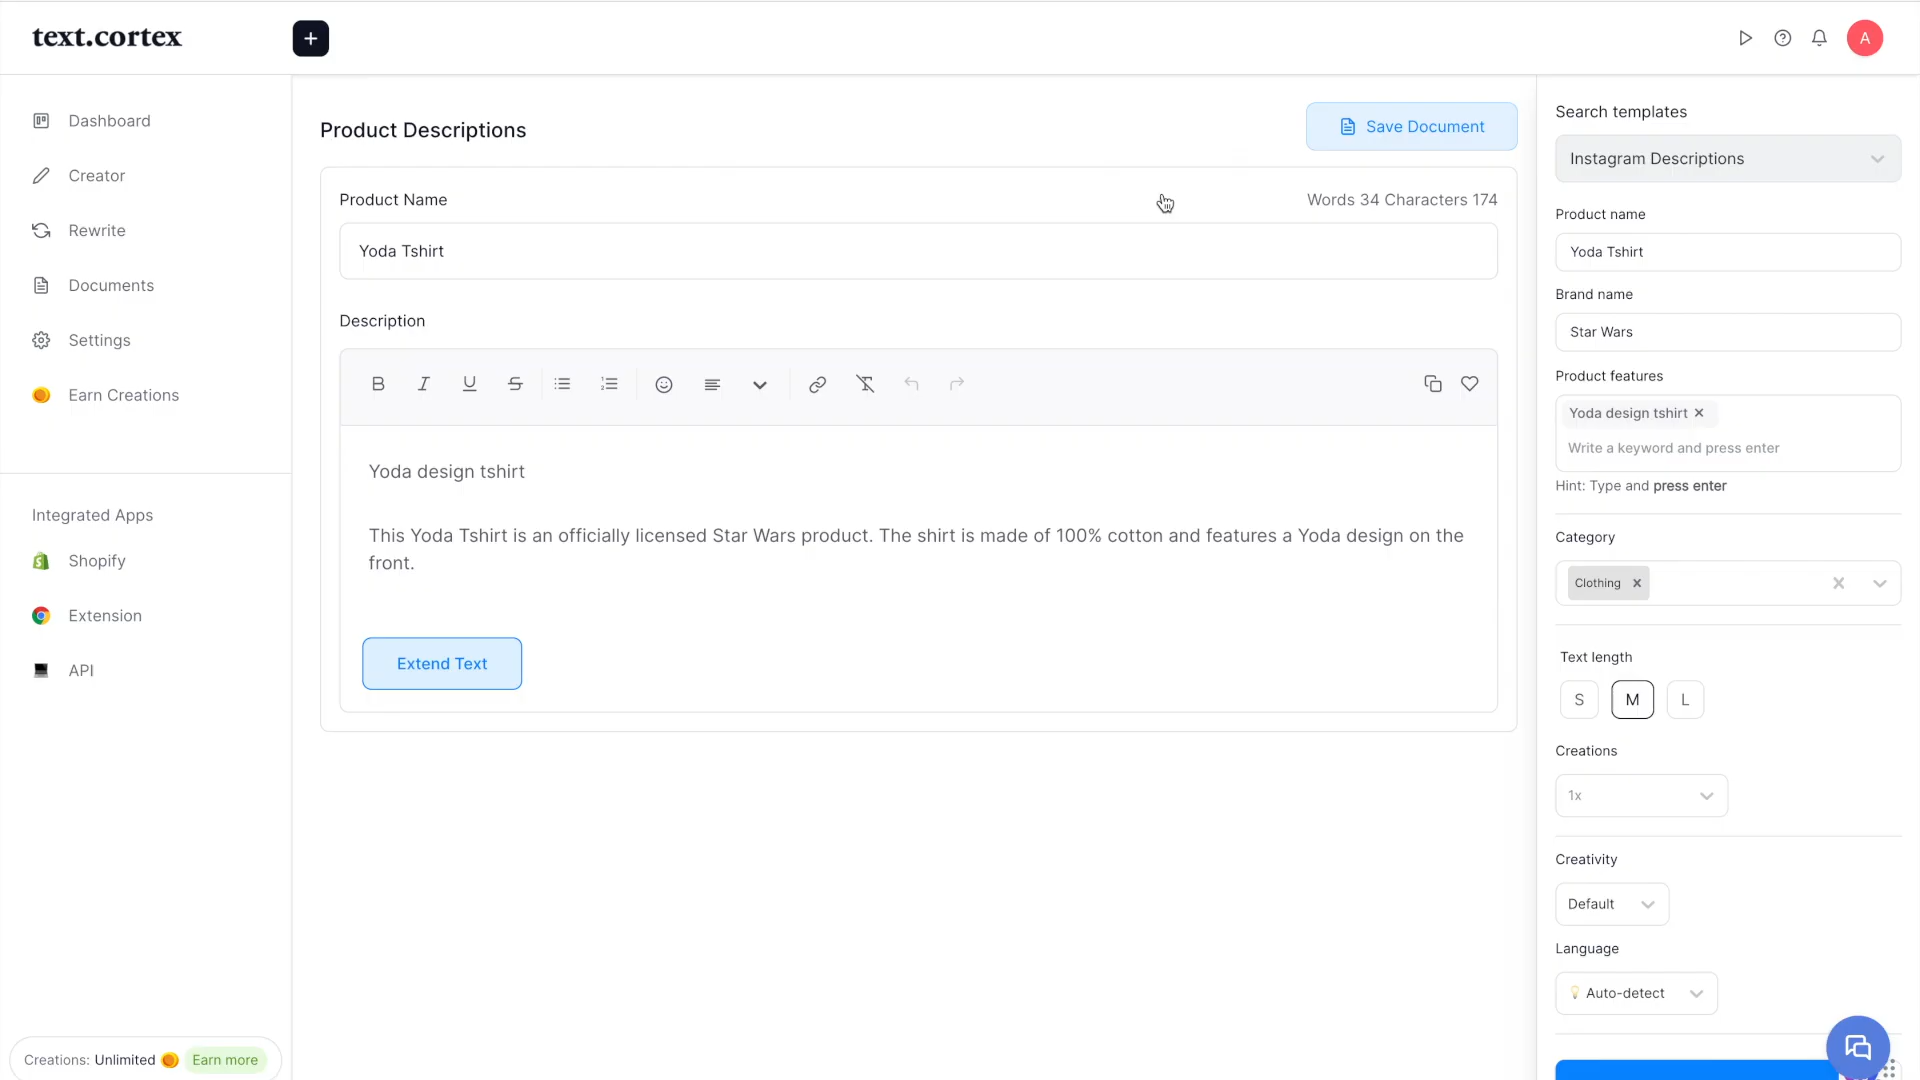 text.cortex
A
Dashboard
Creator
Rewrite
Documents
Settings
Earn Creations
Integrated Apps
Shopify
Extension
API
Creations: Unlimited Earn more
Product Descriptions
Save Document
Product Name
Words 34 Characters 174
Yoda Tshirt
Description
Yoda design tshirt
This Yoda Tshirt is an officially licensed Star Wars product. The shirt is made of 100% cotton and features a Yoda design on the
front.
Extend Text
Search templates
Instagram Descriptions
Product name
Yoda Tshirt
Brand name
Star Wars
Product features
Yoda design tshirt
Write a keyword and press enter
Hint: Type and press enter
Category
Clothing
Text length
S M L
Creations
1x
Creativity
Default
Language
Auto-detect